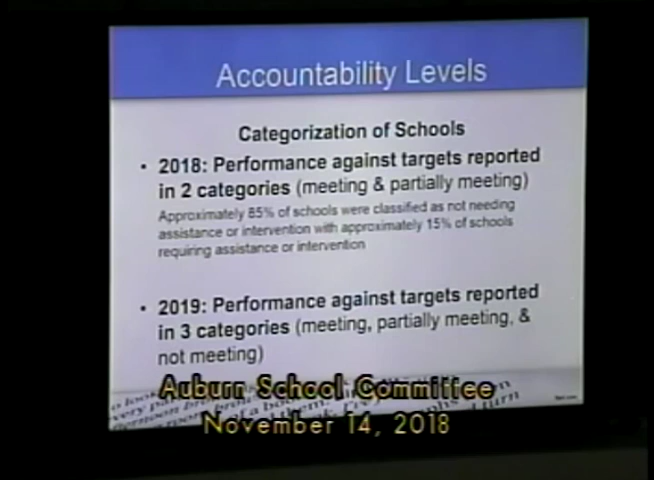 Accountability Levels
Categorization of Schools
• 2018: Performance against targets reported
in 2 categories (meeting & partially meeting)
Approximately 85% of schools were classified as not needing
assistance or intervention with approximately 15% of schools
requiring assistance or intervention
• 2019: Performance against targets reported
in 3 categories (meeting, partially meeting, &
not meeting)
Auburn School Committee
November 14, 2018